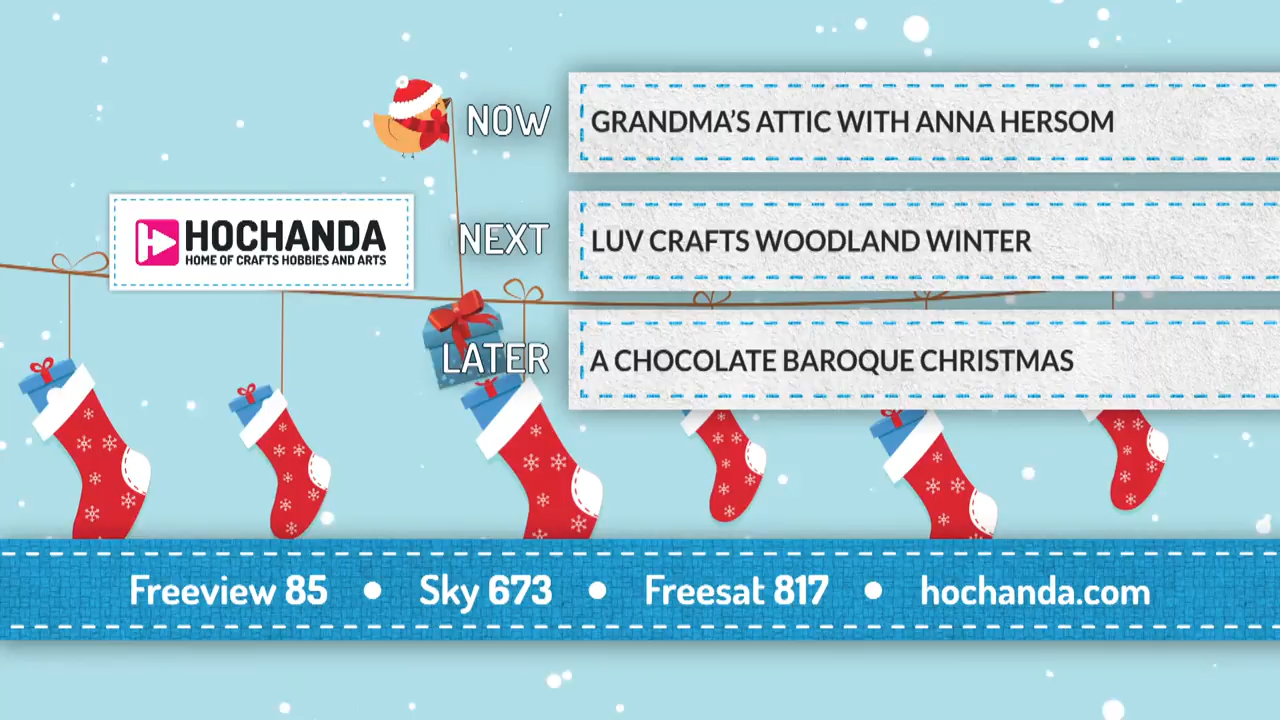 NOW
GRANDMA'S ATTIC WITH ANNA HERSOM
NEXT
LUV CRAFTS WOODLAND WINTER
HOCHANDA
HOME OF CRAFTS HOBBIES AND ARTS
LATER
A CHOCOLATE BAROQUE CHRISTMAS
Freeview 85 • Sky 673 • Freesat 817 • hochanda.com